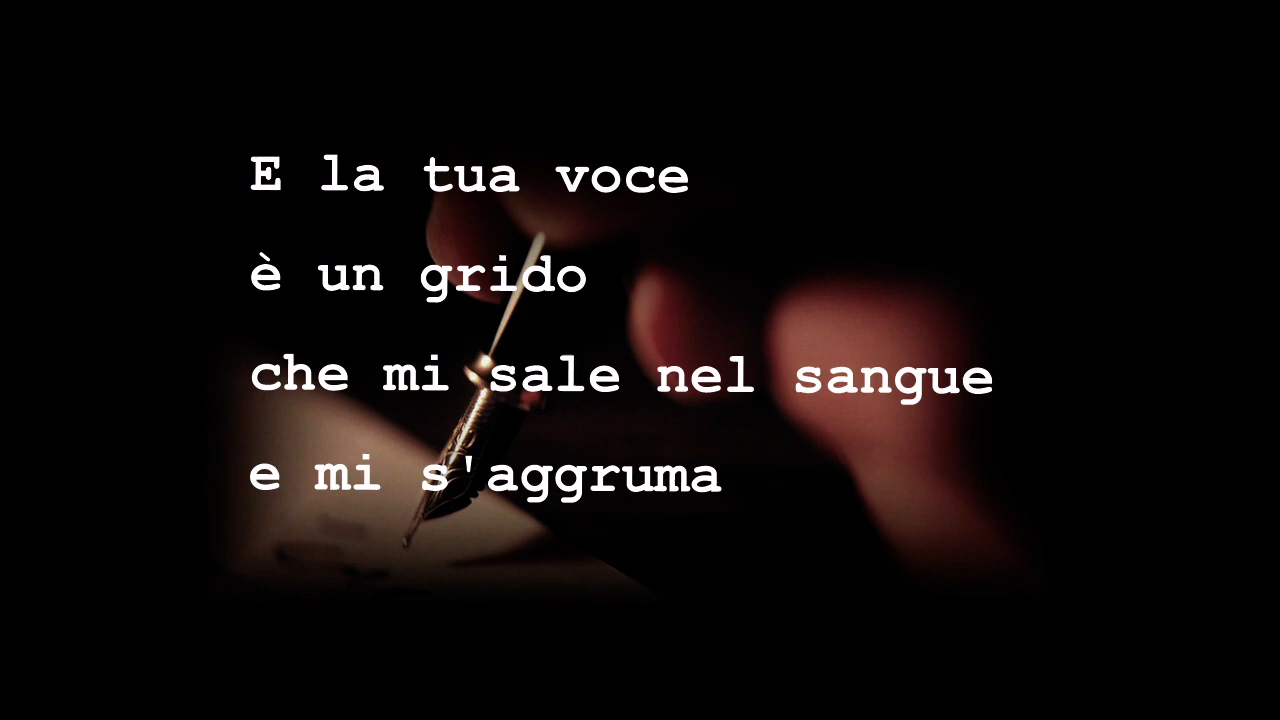 E la tua voce
è un grido
che mi sale nel sangue
e mi s'aggruma